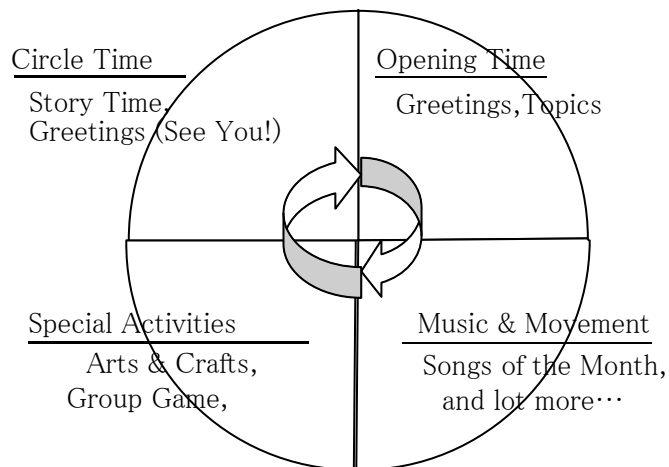 Circle Time
Story Time,
Greetings (See You!)
Opening Time
Greetings,Topics
Special Activities
Arts & Crafts,
Group Game,
Music & Movement
Songs of the Month,
and lot more…